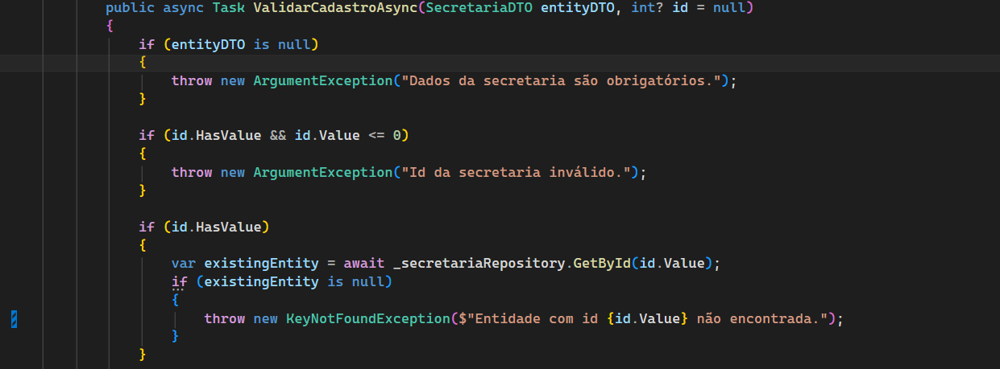 public async Task ValidarCadastroAsync(SecretariaDTO entityDTO, int? id = null)
{
if (entityDTO is null)
{
throw new ArgumentException("Dados da secretaria são obrigatórios.");
}
if (id.HasValue && id.Value <= 0)
{
throw new ArgumentException("Id da secretaria inválido.");
}
if (id.HasValue)
{
var existingEntity = await _secretariaRepository.GetById(id.Value);
if (existingEntity is null)
{
throw new KeyNotFoundException($"Entidade com id {id.Value} não encontrada.");
}
}